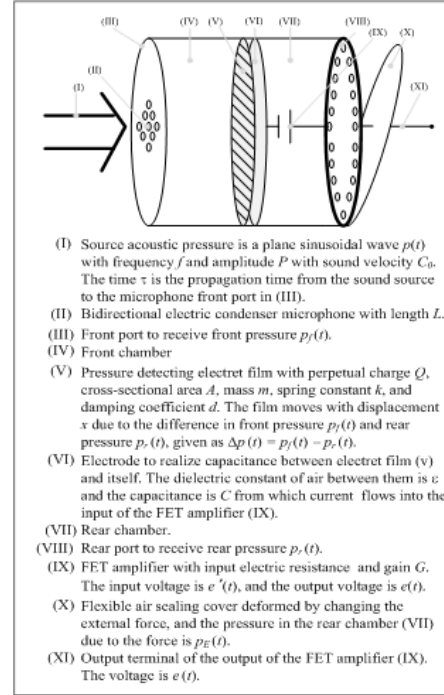 (III)
(IV)
(V)
(VI)
(VII)
(VIII)
(IX)
(X)
(II)
(I)
(XI)
(I) Source acoustic pressure is a plane sinusoidal wave p(t)
with frequency f and amplitude P with sound velocity C₀.
The time τ is the propagation time from the sound source
to the microphone front port in (III).
(II) Bidirectional electric condenser microphone with length L.
(III) Front port to receive front pressure p_f(t).
(IV) Front chamber
(V) Pressure detecting electret film with perpetual charge Q,
cross-sectional area A, mass m, spring constant k, and
damping coefficient d. The film moves with displacement
x due to the difference in front pressure p_f(t) and rear
pressure p_r(t), given as Δp(t) = p_f(t) − p_r(t).
(VI) Electrode to realize capacitance between electret film (v)
and itself. The dielectric constant of air between them is ε
and the capacitance is C from which current flows into the
input of the FET amplifier (IX).
(VII) Rear chamber.
(VIII) Rear port to receive rear pressure p_r(t).
(IX) FET amplifier with input electric resistance and gain G.
The input voltage is e′(t), and the output voltage is e(t).
(X) Flexible air sealing cover deformed by changing the
external force, and the pressure in the rear chamber (VII)
due to the force is p_E(t).
(XI) Output terminal of the output of the FET amplifier (IX).
The voltage is e(t).